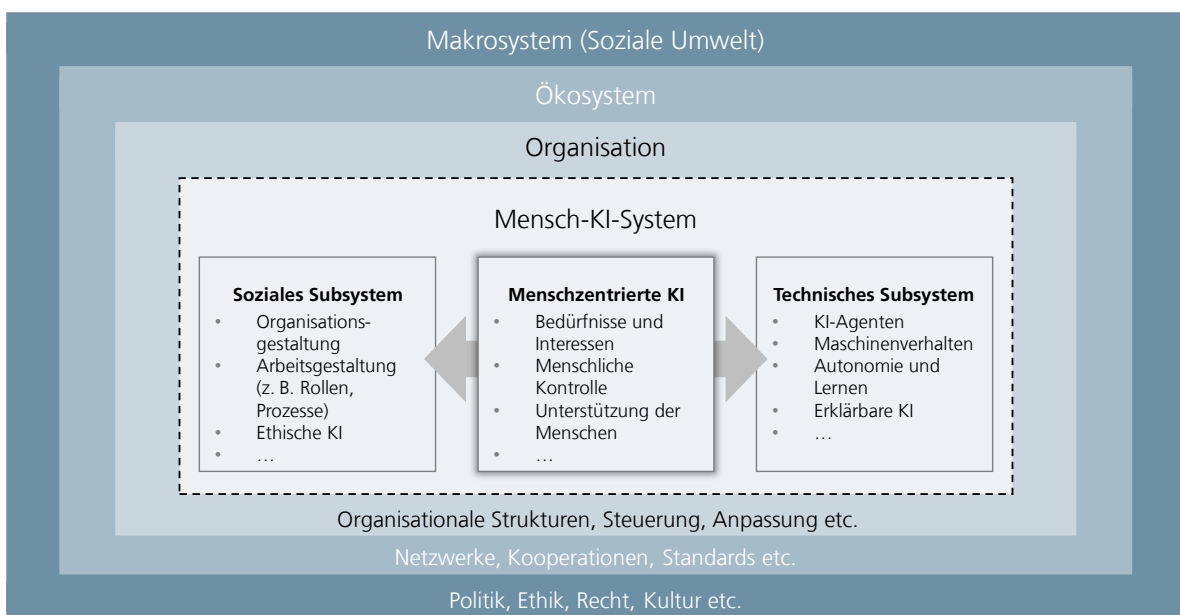 Makrosystem (Soziale Umwelt)
Ökosystem
Organisation
Mensch-KI-System
Soziales Subsystem
• Organisations-
gestaltung
• Arbeitsgestaltung
(z. B. Rollen,
Prozesse)
• Ethische KI
• …
Menschzentrierte KI
• Bedürfnisse und
Interessen
• Menschliche
Kontrolle
• Unterstützung der
Menschen
• …
Technisches Subsystem
• KI-Agenten
• Maschinenverhalten
• Autonomie und
Lernen
• Erklärbare KI
• …
Organisationale Strukturen, Steuerung, Anpassung etc.
Netzwerke, Kooperationen, Standards etc.
Politik, Ethik, Recht, Kultur etc.